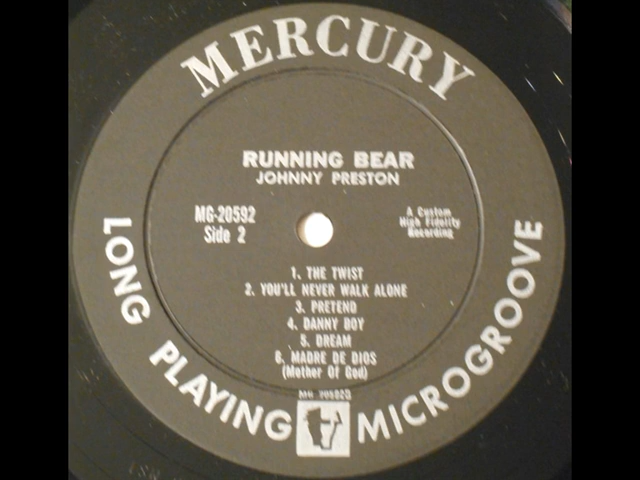 MERCURY
RUNNING BEAR
JOHNNY PRESTON
MG-20592
Side 2
A Custom
High Fidelity
Recording
1. THE TWIST
2. YOU'LL NEVER WALK ALONE
3. PRETEND
4. DANNY BOY
5. DREAM
6. MADRE DE DIOS
(Mother Of God)
LONG PLAYING MICROGROOVE